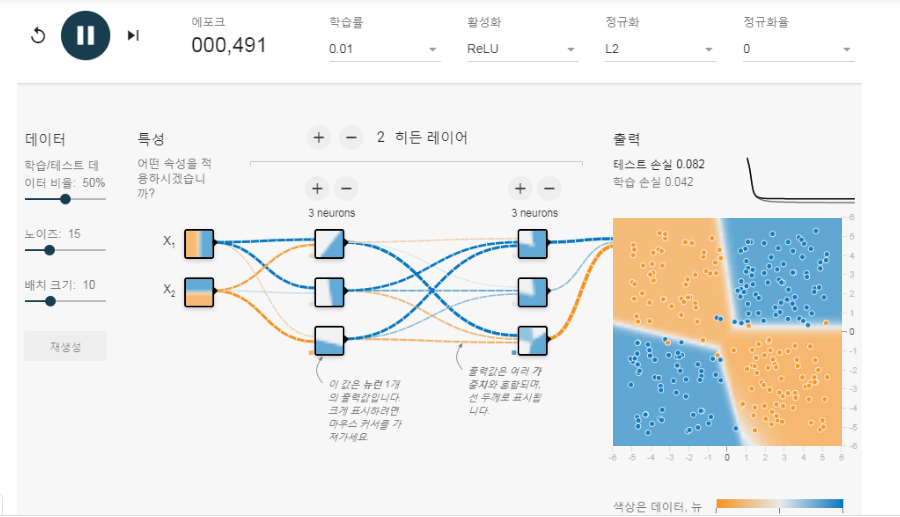 에포크
000,491
학습률
0.01
활성화
ReLU
정규화
L2
정규화율
0
데이터
학습/테스트 데
이터 비율: 50%
노이즈: 15
배치 크기: 10
재생성
특성
어떤 속성을 적
용하시겠습니
까?
X1
X2
2 히든 레이어
3 neurons
3 neurons
이 값은 뉴런 1개
의 출력값입니다.
크게 표시하려면
마우스 커서를 가
져가세요.
출력값은 여러 가
중치와 혼합되며,
선 두께로 표시됩
니다.
출력
테스트 손실 0.082
학습 손실 0.042
6
5
4
3
2
1
0
-1
-2
-3
-4
-5
-6
-6 -5 -4 -3 -2 -1 0 1 2 3 4 5 6
색상은 데이터, 뉴